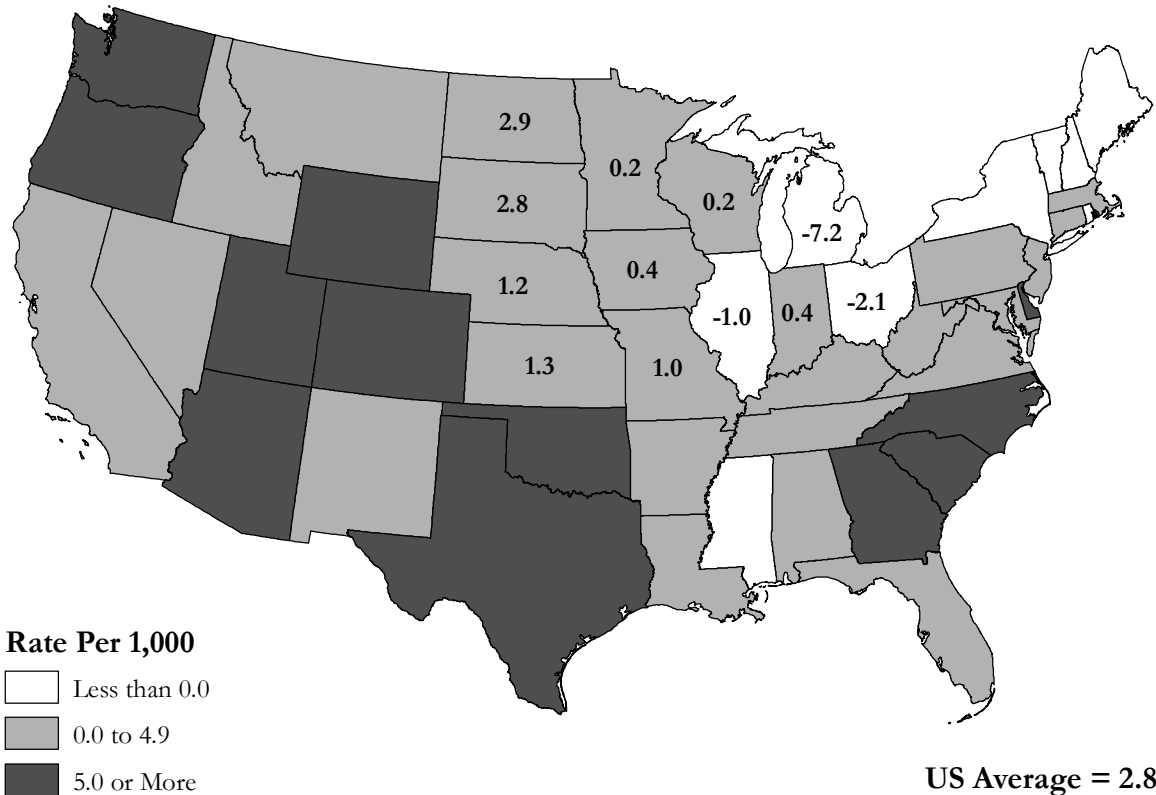 2.9
0.2
2.8
0.2
-7.2
0.4
1.2
-2.1
-1.0
0.4
1.3
1.0
Rate Per 1,000
Less than 0.0
0.0 to 4.9
5.0 or More
US Average = 2.8